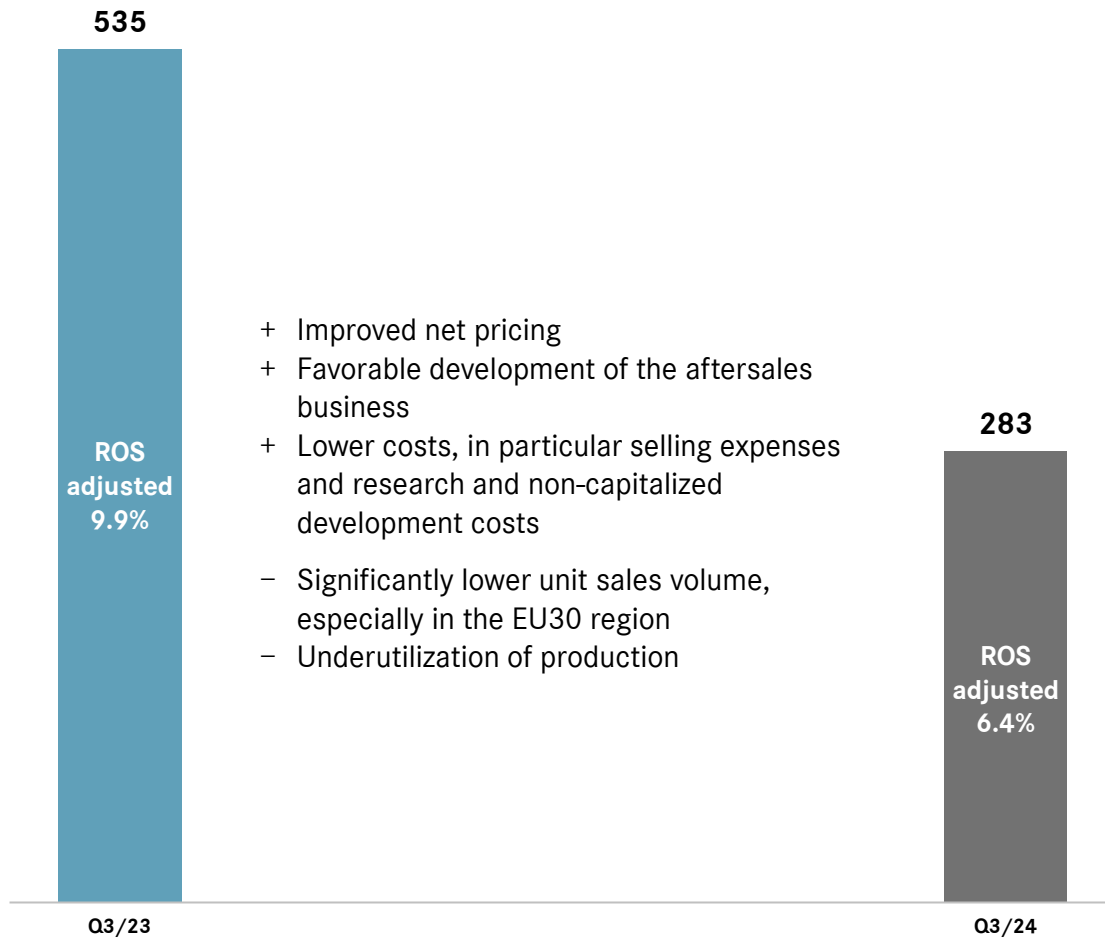 535
ROS
adjusted
9.9%
+ Improved net pricing
+ Favorable development of the aftersales
business
+ Lower costs, in particular selling expenses
and research and non-capitalized
development costs
– Significantly lower unit sales volume,
especially in the EU30 region
– Underutilization of production
283
ROS
adjusted
6.4%
Q3/23
Q3/24